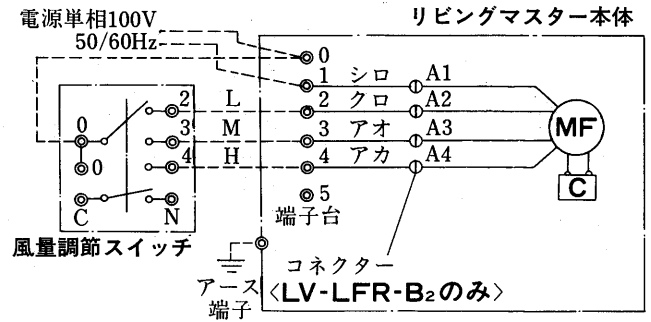 電源単相100V
50/60Hz
リビングマスター本体
0
1 シロ A1
2 L 2 クロ A2
0 3 M 3 アオ A3
MF
0 4 H 4 アカ A4
C
5
C N
端子台
風量調節スイッチ
アース
端子
コネクター
〈LV-LFR-B₂のみ〉